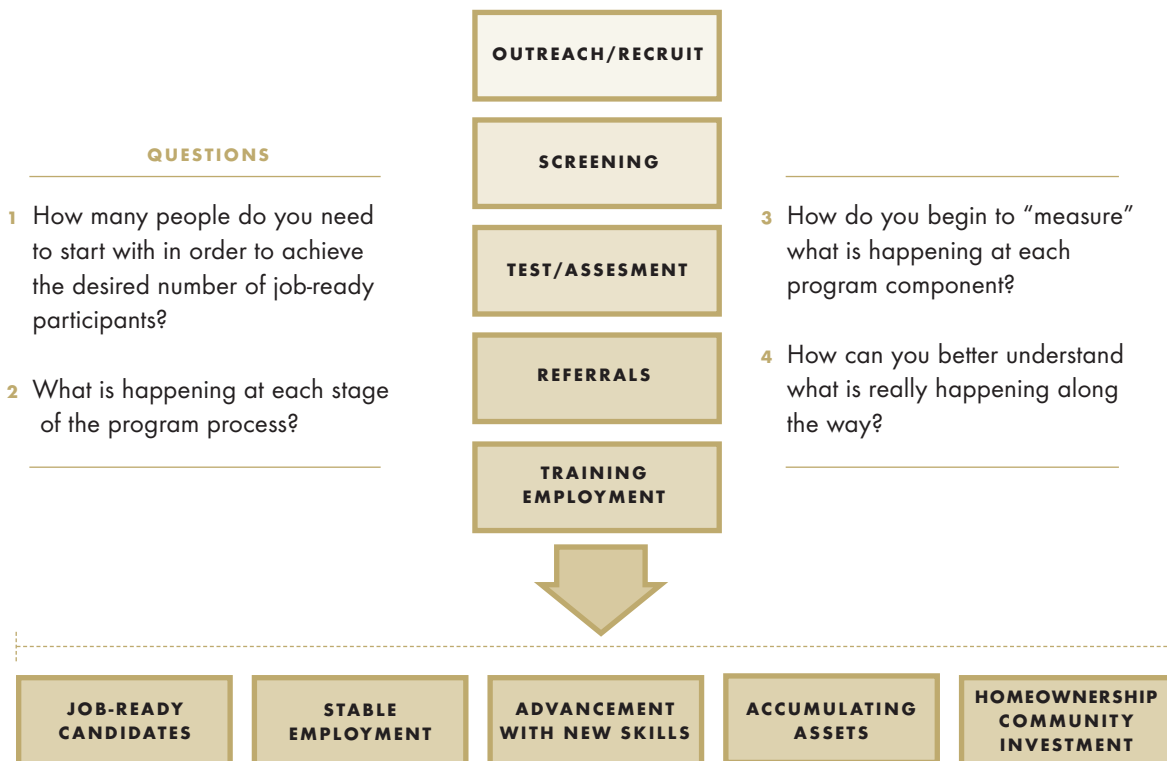 OUTREACH/RECRUIT
SCREENING
TEST/ASSESMENT
REFERRALS
TRAINING
EMPLOYMENT
QUESTIONS
1 How many people do you need
to start with in order to achieve
the desired number of job-ready
participants?
2 What is happening at each stage
of the program process?
3 How do you begin to “measure”
what is happening at each
program component?
4 How can you better understand
what is really happening along
the way?
JOB-READY
CANDIDATES
STABLE
EMPLOYMENT
ADVANCEMENT
WITH NEW SKILLS
ACCUMULATING
ASSETS
HOMEOWNERSHIP
COMMUNITY
INVESTMENT